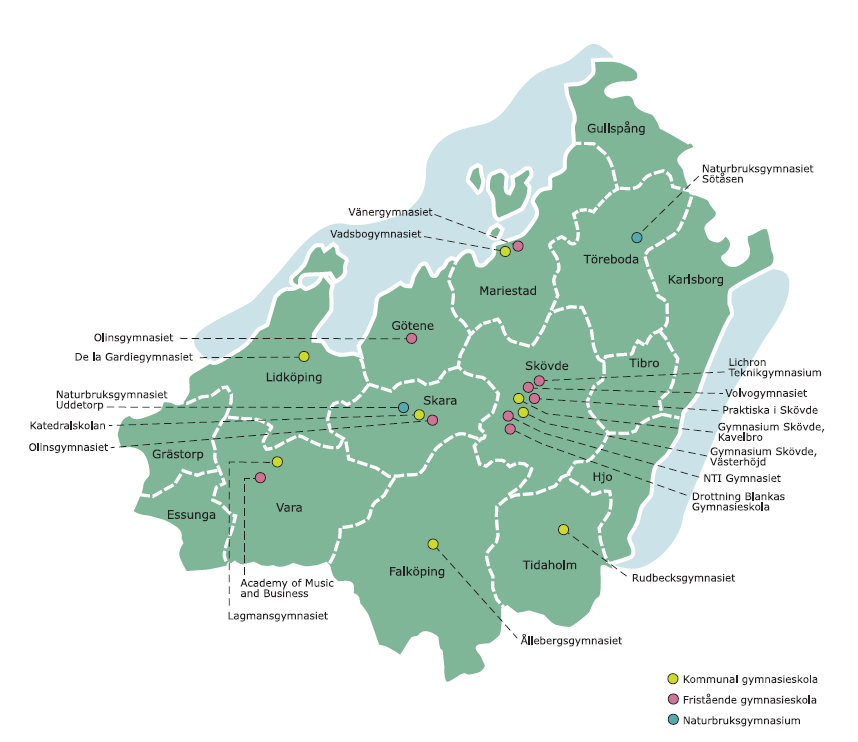 Gullspång
Naturbruksgymnasiet
Sötåsen
Vänergymnasiet
Vadsbogymnasiet
Töreboda
Karlsborg
Mariestad
Götene
Olinsgymnasiet
De la Gardiegymnasiet
Lidköping
Skövde
Tibro
Lichron
Teknikgymnasium
Volvogymnasiet
Praktiska i Skövde
Gymnasium Skövde,
Kavelbro
Gymnasium Skövde,
Västerhöjd
NTI Gymnasiet
Drottning Blankas
Gymnasieskola
Naturbruksgymnasiet
Uddetorp
Katedralskolan
Olinsgymnasiet
Skara
Grästorp
Hjo
Essunga
Vara
Falköping
Tidaholm
Rudbecksgymnasiet
Academy of Music
and Business
Lagmansgymnasiet
Ållebergsgymnasiet
Kommunal gymnasieskola
Fristående gymnasieskola
Naturbruksgymnasium